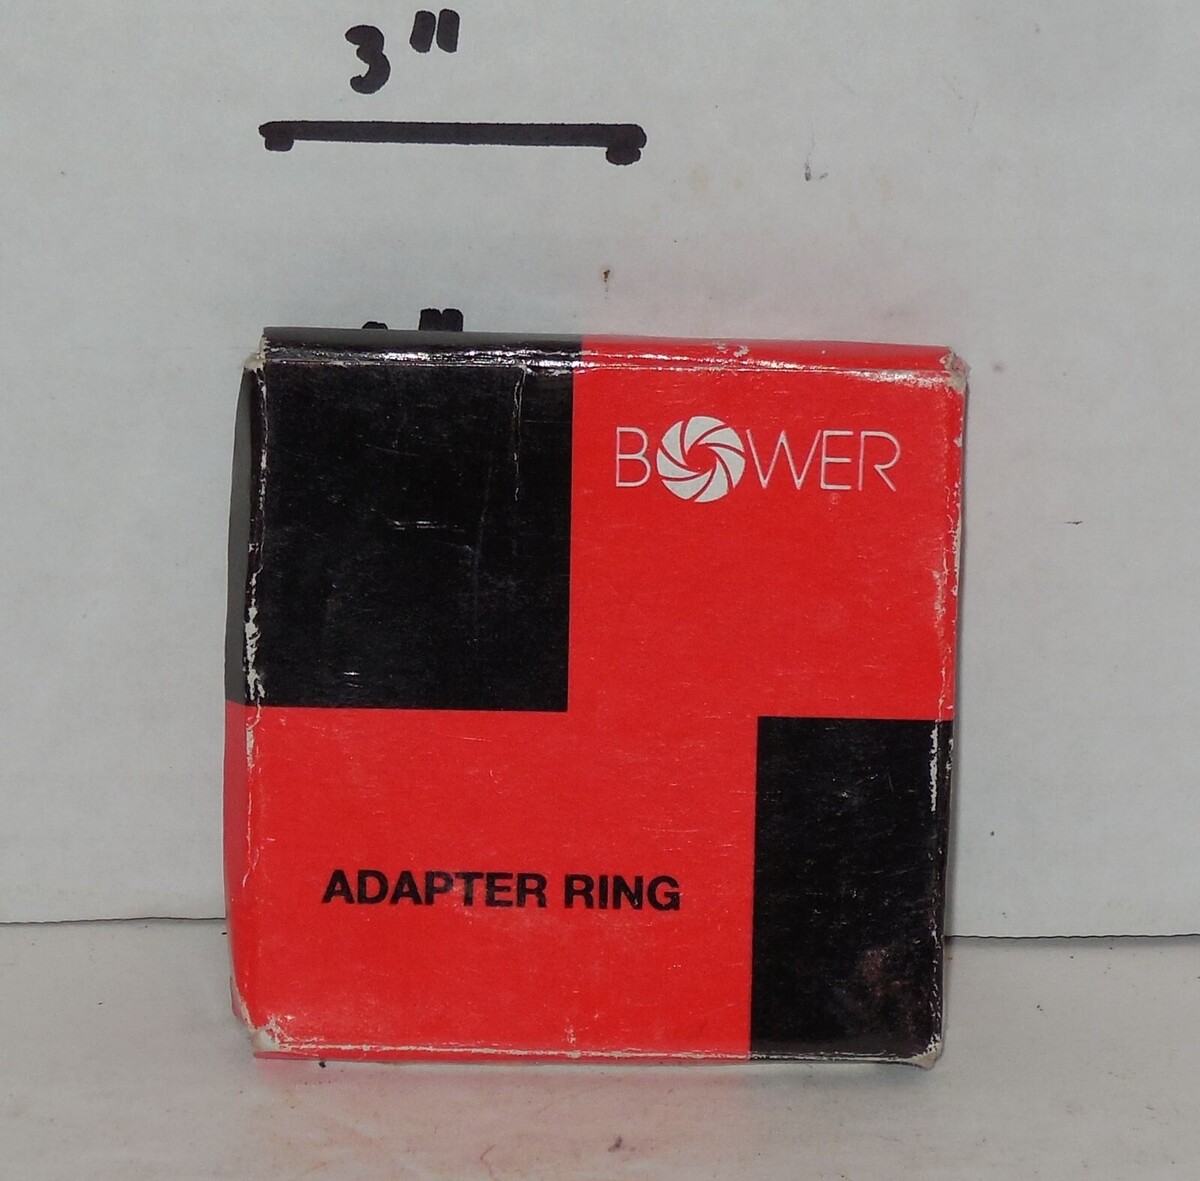 3"
BOWER
ADAPTER RING